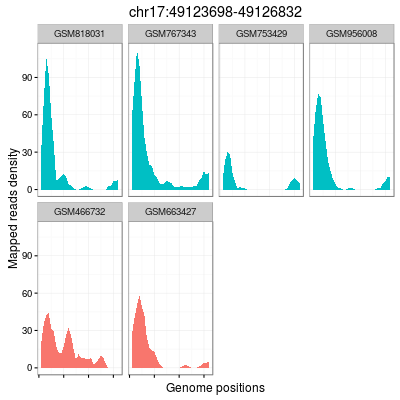 chr17:49123698-49126832
GSM818031 GSM767343 GSM753429 GSM956008
90
60
30
0
GSM466732 GSM663427
90
60
30
0
Mapped reads density
Genome positions